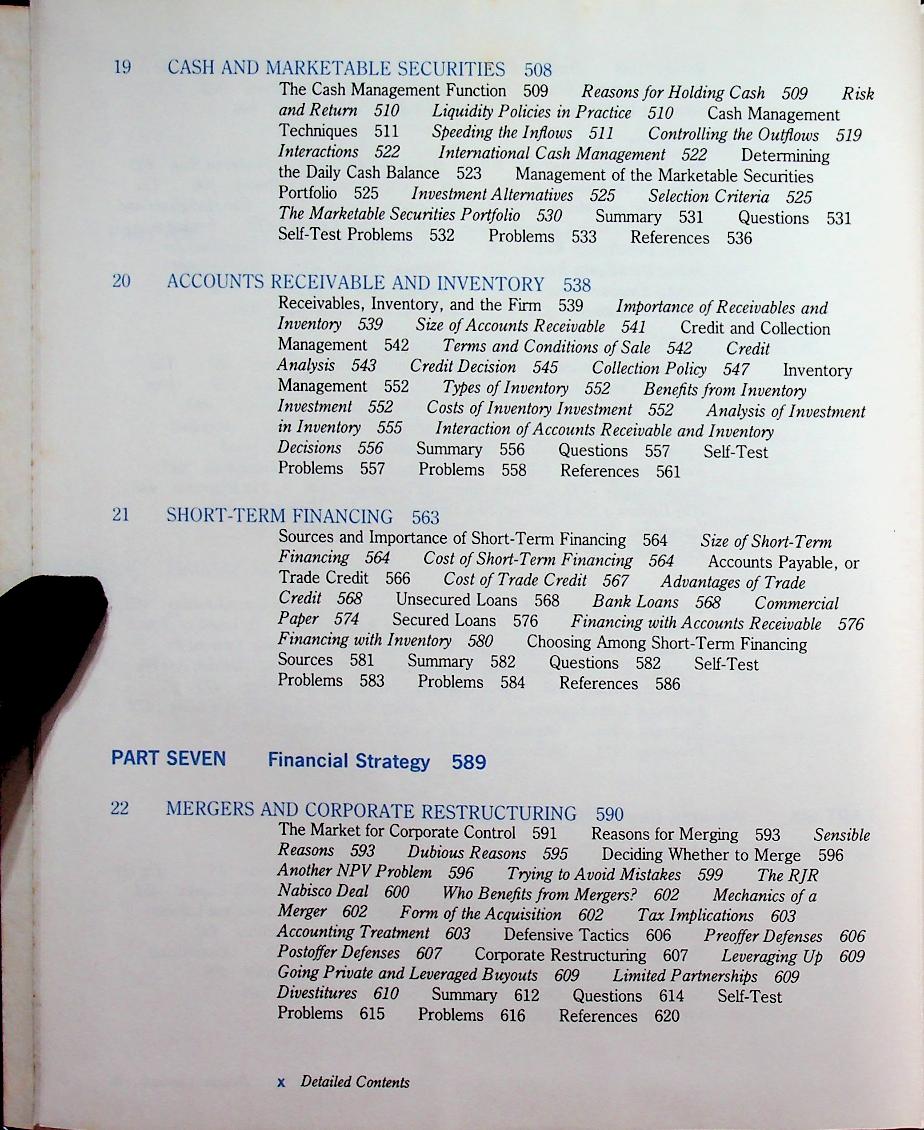 19 CASH AND MARKETABLE SECURITIES 508
The Cash Management Function 509 Reasons for Holding Cash 509 Risk
and Return 510 Liquidity Policies in Practice 510 Cash Management
Techniques 511 Speeding the Inflows 511 Controlling the Outflows 519
Interactions 522 International Cash Management 522 Determining
the Daily Cash Balance 523 Management of the Marketable Securities
Portfolio 525 Investment Alternatives 525 Selection Criteria 525
The Marketable Securities Portfolio 530 Summary 531 Questions 531
Self-Test Problems 532 Problems 533 References 536
20 ACCOUNTS RECEIVABLE AND INVENTORY 538
Receivables, Inventory, and the Firm 539 Importance of Receivables and
Inventory 539 Size of Accounts Receivable 541 Credit and Collection
Management 542 Terms and Conditions of Sale 542 Credit
Analysis 543 Credit Decision 545 Collection Policy 547 Inventory
Management 552 Types of Inventory 552 Benefits from Inventory
Investment 552 Costs of Inventory Investment 552 Analysis of Investment
in Inventory 555 Interaction of Accounts Receivable and Inventory
Decisions 556 Summary 556 Questions 557 Self-Test
Problems 557 Problems 558 References 561
21 SHORT-TERM FINANCING 563
Sources and Importance of Short-Term Financing 564 Size of Short-Term
Financing 564 Cost of Short-Term Financing 564 Accounts Payable, or
Trade Credit 566 Cost of Trade Credit 567 Advantages of Trade
Credit 568 Unsecured Loans 568 Bank Loans 568 Commercial
Paper 574 Secured Loans 576 Financing with Accounts Receivable 576
Financing with Inventory 580 Choosing Among Short-Term Financing
Sources 581 Summary 582 Questions 582 Self-Test
Problems 583 Problems 584 References 586
PART SEVEN Financial Strategy 589
22 MERGERS AND CORPORATE RESTRUCTURING 590
The Market for Corporate Control 591 Reasons for Merging 593 Sensible
Reasons 593 Dubious Reasons 595 Deciding Whether to Merge 596
Another NPV Problem 596 Trying to Avoid Mistakes 599 The RJR
Nabisco Deal 600 Who Benefits from Mergers? 602 Mechanics of a
Merger 602 Form of the Acquisition 602 Tax Implications 603
Accounting Treatment 603 Defensive Tactics 606 Preoffer Defenses 606
Postoffer Defenses 607 Corporate Restructuring 607 Leveraging Up 609
Going Private and Leveraged Buyouts 609 Limited Partnerships 609
Divestitures 610 Summary 612 Questions 614 Self-Test
Problems 615 Problems 616 References 620
x Detailed Contents